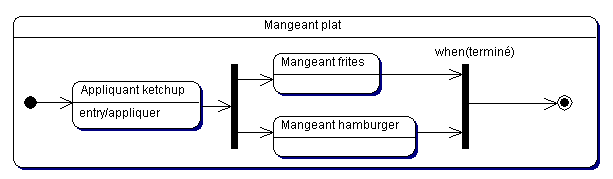 Mangeant plat
Mangeant frites
when(terminé)
Appliquant ketchup
entry/appliquer
Mangeant hamburger